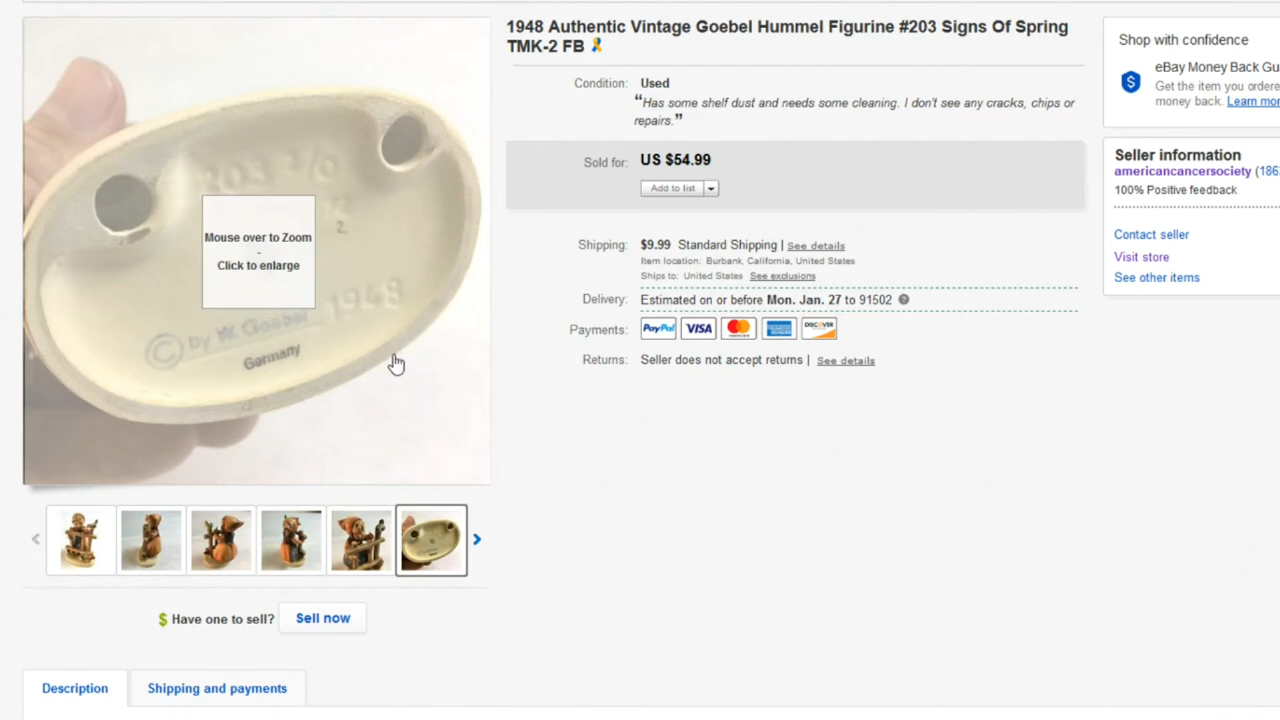 1948 Authentic Vintage Goebel Hummel Figurine #203 Signs Of Spring
TMK-2 FB
Condition: Used
“Has some shelf dust and needs some cleaning. I don't see any cracks, chips or
repairs.”
Sold for: US $54.99
Add to list
Shipping: $9.99 Standard Shipping | See details
Item location: Burbank, California, United States
Ships to: United States See exclusions
Delivery: Estimated on or before Mon. Jan. 27 to 91502
Payments: PayPal VISA MasterCard AMERICAN EXPRESS DISCOVER
Returns: Seller does not accept returns | See details
Shop with confidence
$
eBay Money Back Gu
Get the item you ordere
money back. Learn mor
Seller information
americancancersociety (186
100% Positive feedback
Contact seller
Visit store
See other items
203 2/0
2.
Mouse over to Zoom
-
Click to enlarge
1948
© by W. Goebel
Germany
$ Have one to sell? Sell now
Description
Shipping and payments